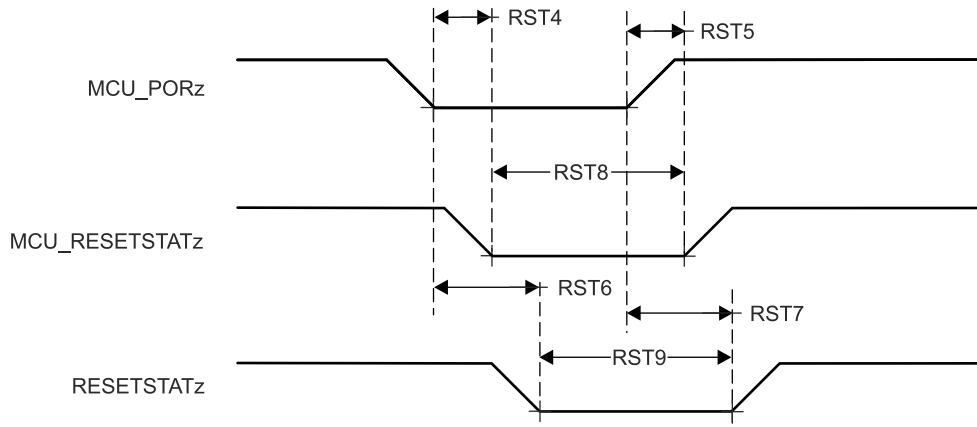 RST4
RST5
MCU_PORz
RST8
MCU_RESETSTATz
RST6
RST7
RST9
RESETSTATz